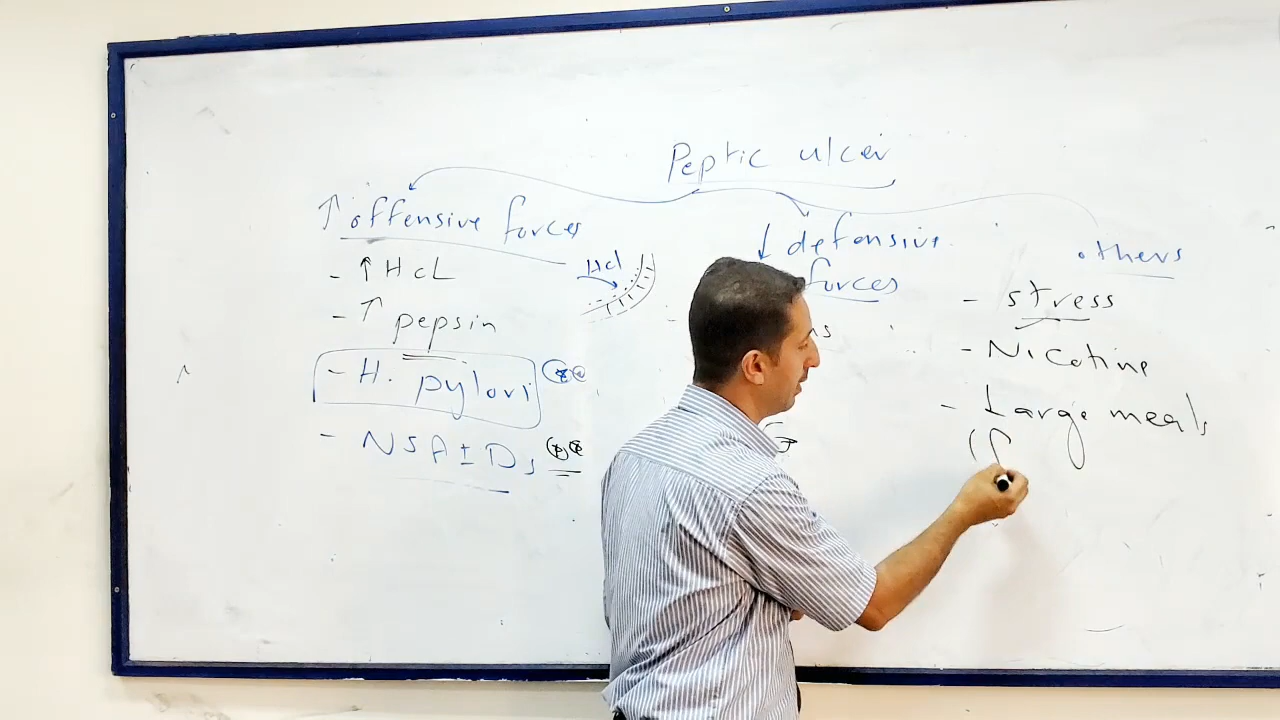 Peptic ulcer
↑ offensive forces
- ↑ HCL
- ↑ pepsin
- H. pylori
- NSAIDs
Hcl
↓ defensive
forces
others
- stress
- Nicotine
- Large meals